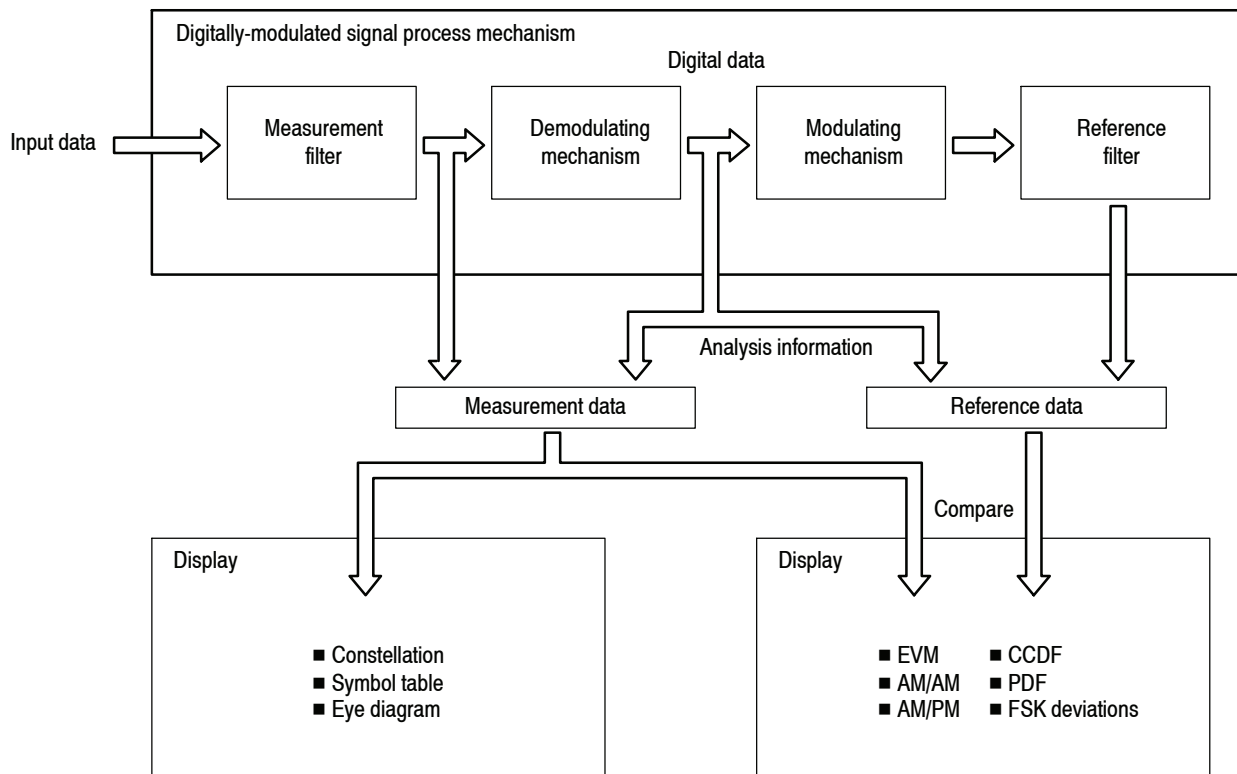 Digitally-modulated signal process mechanism
Digital data
Input data
Measurement
filter
Demodulating
mechanism
Modulating
mechanism
Reference
filter
Analysis information
Measurement data
Reference data
Compare
Display
■ Constellation
■ Symbol table
■ Eye diagram
Display
■ EVM
■ AM/AM
■ AM/PM
■ CCDF
■ PDF
■ FSK deviations